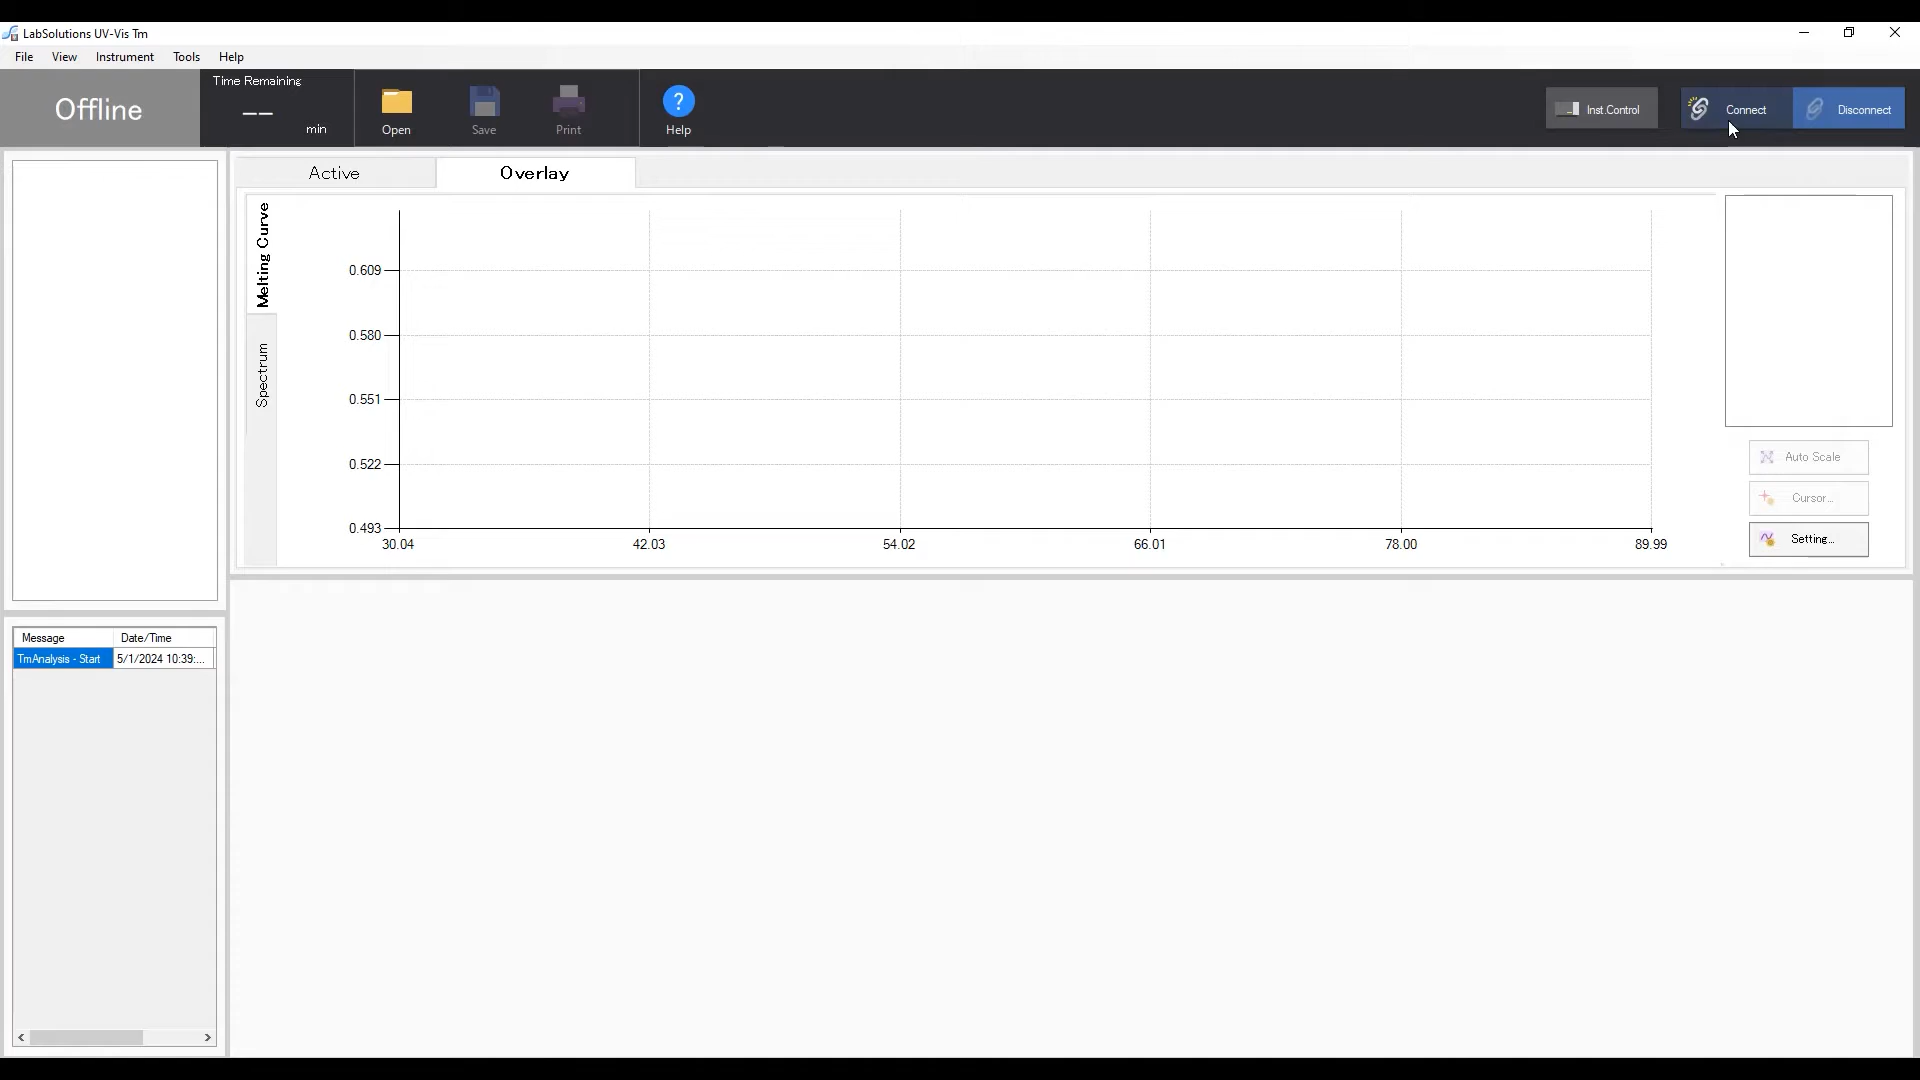 LabSolutions UV-Vis Tm
File View Instrument Tools Help
Offline
Time Remaining
--
min
Open
Save
Print
? Help
Inst.Control
Connect
Disconnect
Active
Overlay
Melting Curve
Spectrum
0.609
0.580
0.551
0.522
0.493
30.04 42.03 54.02 66.01 78.00 89.99
Auto Scale
Cursor...
Setting...
Message Date/Time
TmAnalysis - Start 5/1/2024 10:39:...